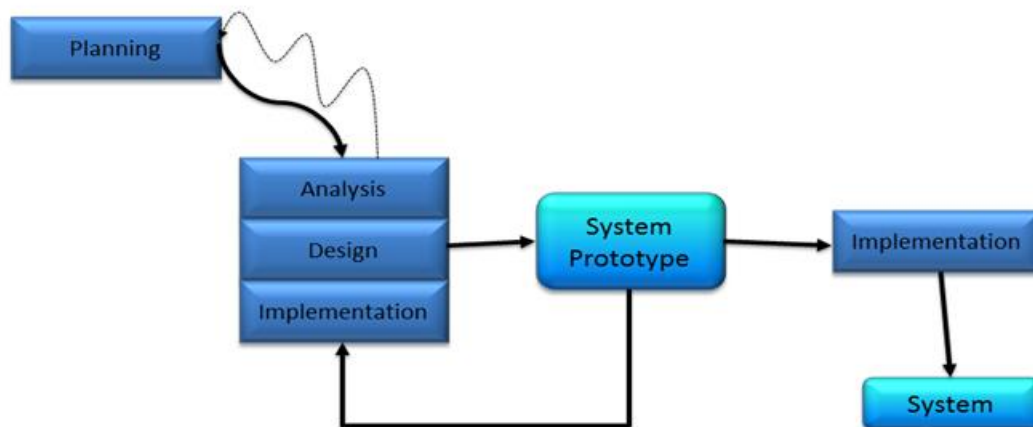 Planning
Analysis
Design
Implementation
System
Prototype
Implementation
System